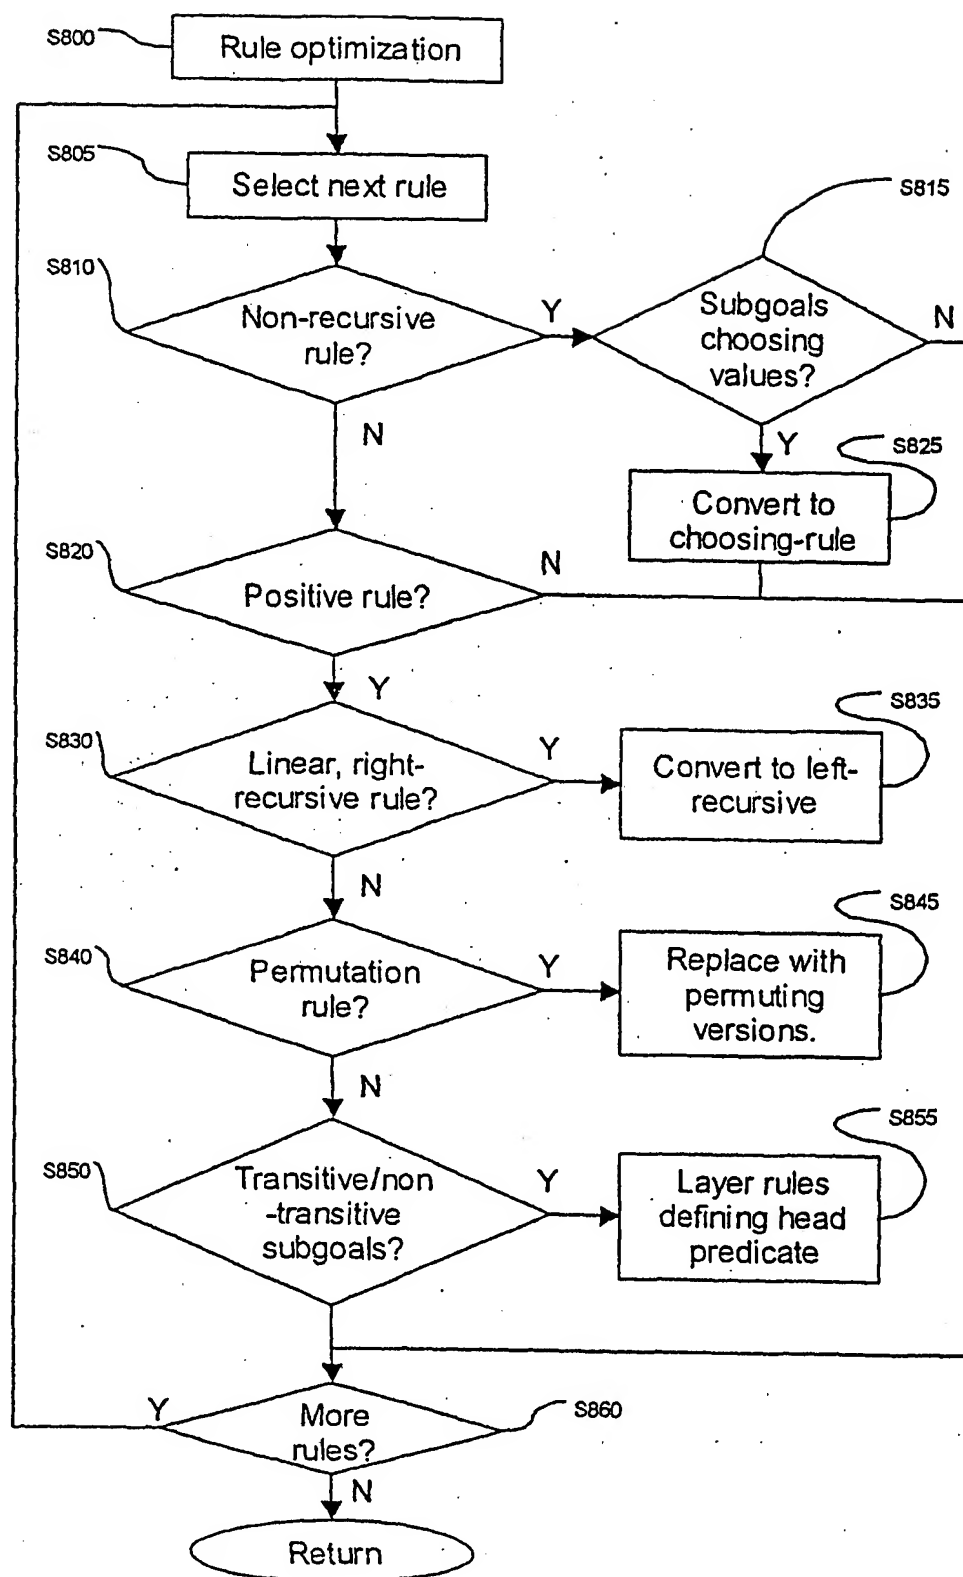 S800
Rule optimization
S805
Select next rule
S815
S810
Non-recursive
rule?
Y
Subgoals
choosing
values?
N
N
Y
S825
Convert to
choosing-rule
S820
Positive rule?
N
Y
S830
Linear, right-
recursive rule?
Y
S835
Convert to left-
recursive
N
S840
Permutation
rule?
Y
S845
Replace with
permuting
versions.
N
S850
Transitive/non
-transitive
subgoals?
Y
S855
Layer rules
defining head
predicate
Y
More
rules?
S860
N
Return